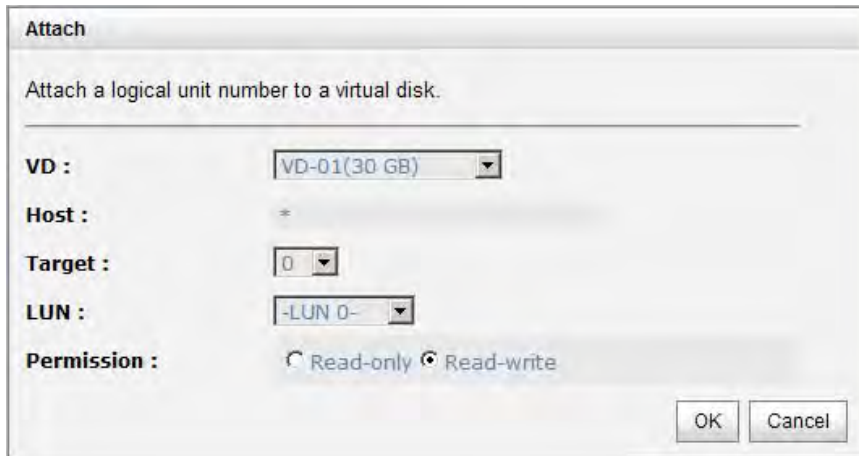 Attach
Attach a logical unit number to a virtual disk.
VD : VD-01(30 GB)
Host : *
Target : 0
LUN : -LUN 0-
Permission : Read-only Read-write
OK Cancel